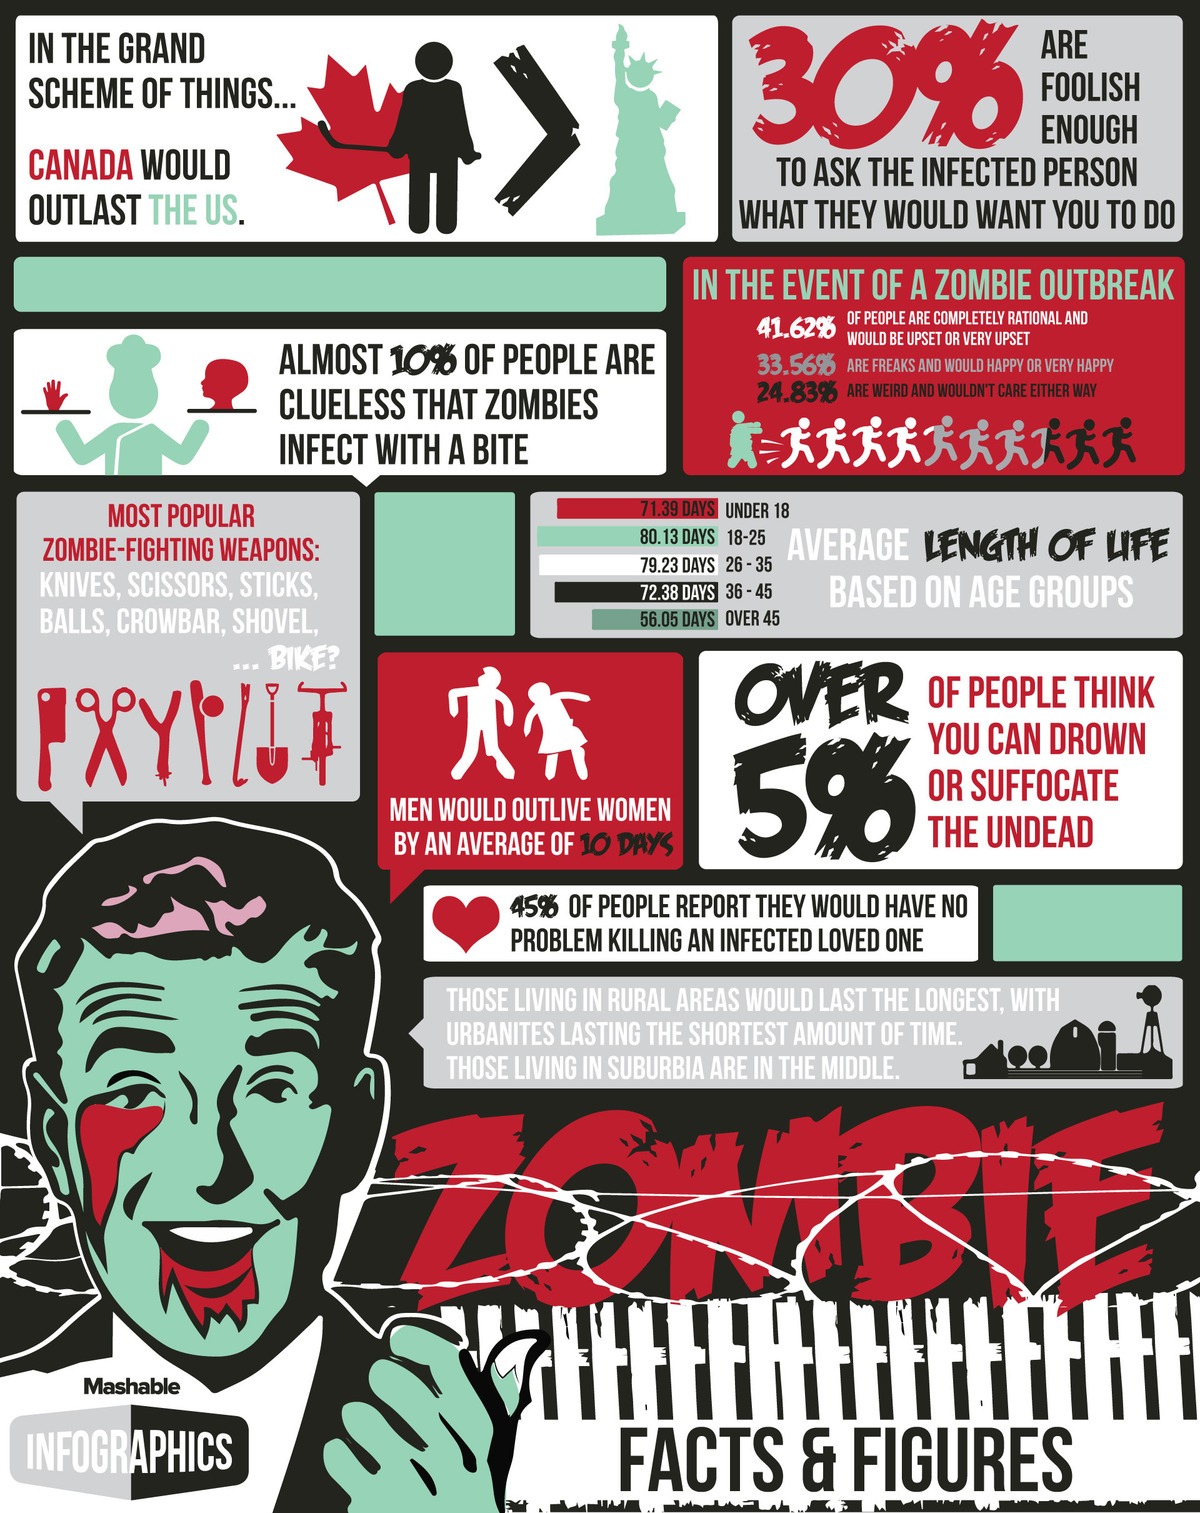 IN THE GRAND
SCHEME OF THINGS...
CANADA WOULD
OUTLAST THE US.
30% ARE
FOOLISH
ENOUGH
TO ASK THE INFECTED PERSON
WHAT THEY WOULD WANT YOU TO DO
IN THE EVENT OF A ZOMBIE OUTBREAK
41.62% OF PEOPLE ARE COMPLETELY RATIONAL AND
WOULD BE UPSET OR VERY UPSET
33.56% ARE FREAKS AND WOULD HAPPY OR VERY HAPPY
24.83% ARE WEIRD AND WOULDN'T CARE EITHER WAY
ALMOST 10% OF PEOPLE ARE
CLUELESS THAT ZOMBIES
INFECT WITH A BITE
MOST POPULAR
ZOMBIE-FIGHTING WEAPONS:
KNIVES, SCISSORS, STICKS,
BALLS, CROWBAR, SHOVEL,
... BIKE?
71.39 DAYS UNDER 18
80.13 DAYS 18-25
79.23 DAYS 26 - 35
72.38 DAYS 36 - 45
56.05 DAYS OVER 45
AVERAGE LENGTH OF LIFE
BASED ON AGE GROUPS
MEN WOULD OUTLIVE WOMEN
BY AN AVERAGE OF 10 DAYS
OVER
5%
OF PEOPLE THINK
YOU CAN DROWN
OR SUFFOCATE
THE UNDEAD
45% OF PEOPLE REPORT THEY WOULD HAVE NO
PROBLEM KILLING AN INFECTED LOVED ONE
THOSE LIVING IN RURAL AREAS WOULD LAST THE LONGEST, WITH
URBANITES LASTING THE SHORTEST AMOUNT OF TIME.
THOSE LIVING IN SUBURBIA ARE IN THE MIDDLE.
ZOMBIE
FACTS & FIGURES
Mashable
INFOGRAPHICS